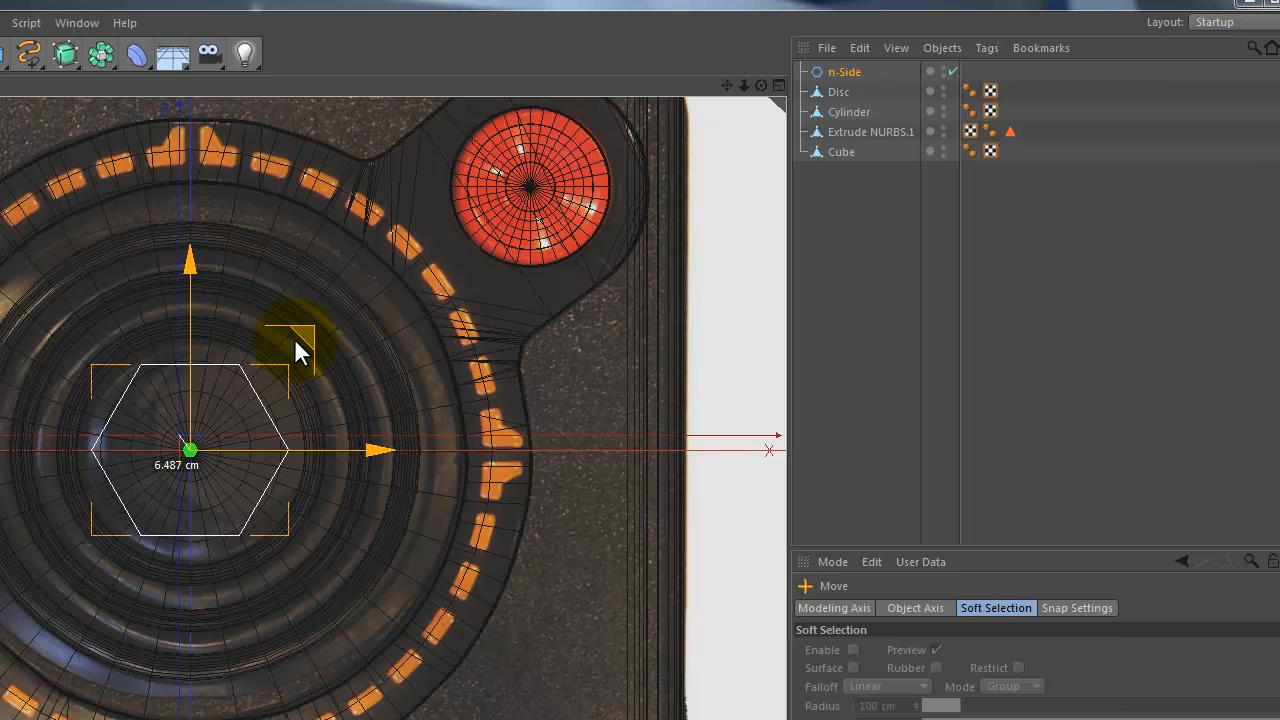 Script Window Help
Layout: Startup
File Edit View Objects Tags Bookmarks
n-Side
Disc
Cylinder
Extrude NURBS.1
Cube
6.487 cm
Mode Edit User Data
Move
Modeling Axis Object Axis Soft Selection Snap Settings
Soft Selection
Enable Preview
Surface Rubber Restrict
Falloff Linear Mode Group
Radius 100 cm